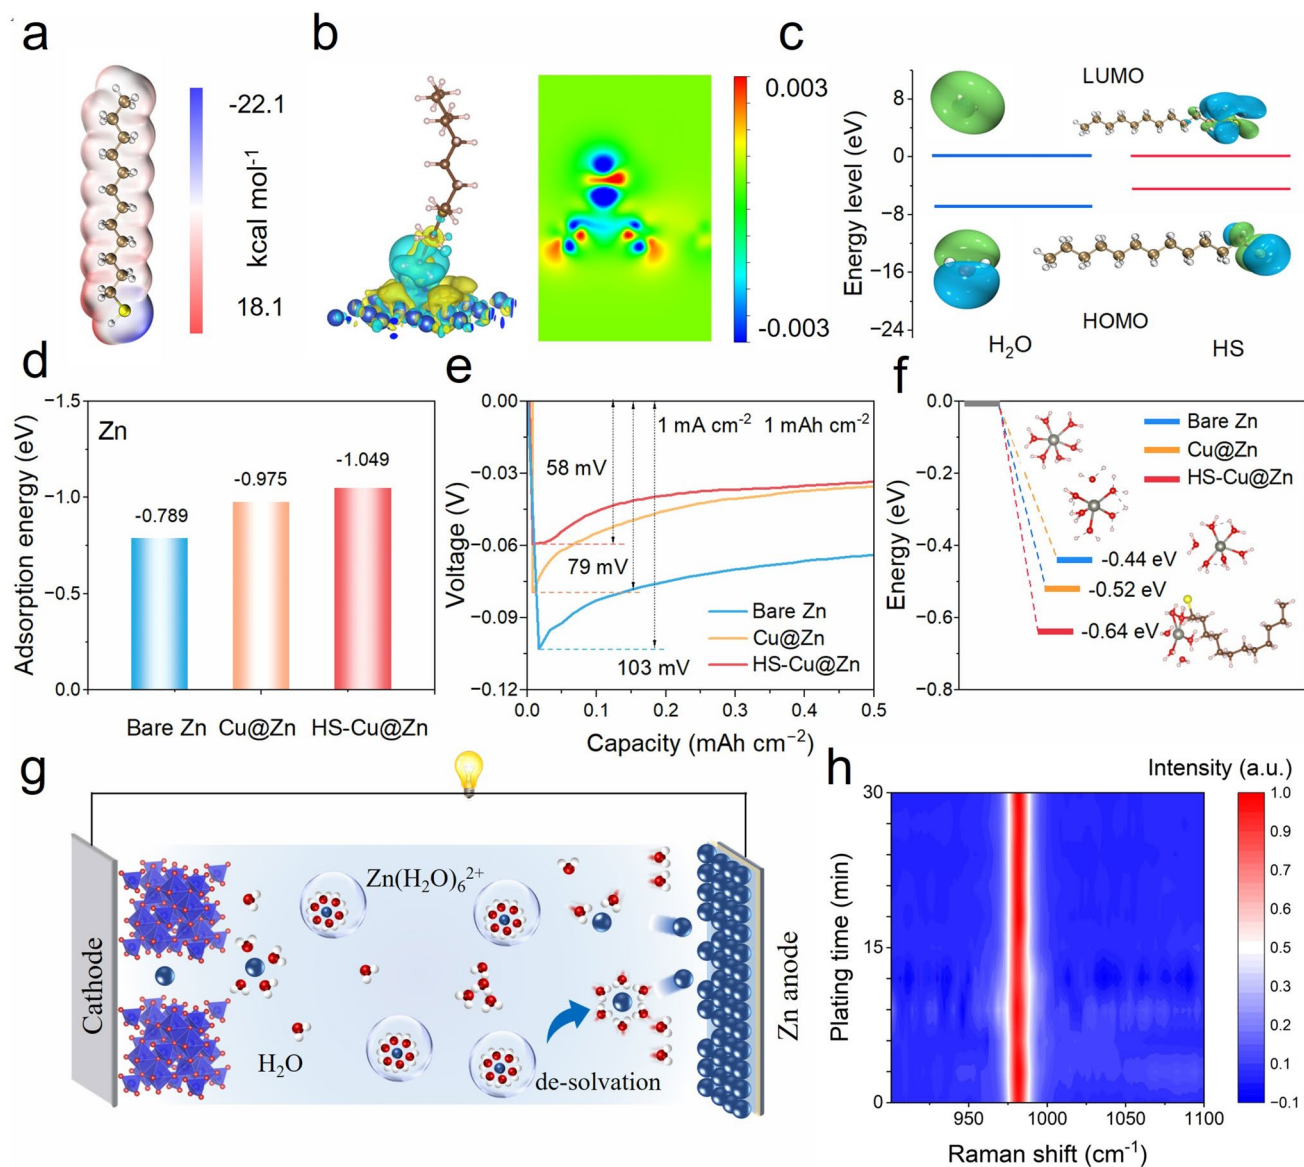 a
-22.1
kcal mol⁻¹
18.1
b
0.003
-0.003
c
LUMO
Energy level (eV)
8
0
−8
−16
−24
HOMO
H₂O
HS
d
Adsorption energy (eV)
−1.5
−1.0
−0.5
0.0
Zn
-0.789
-0.975
-1.049
Bare Zn
Cu@Zn
HS-Cu@Zn
e
Voltage (V)
0.00
−0.03
−0.06
−0.09
−0.12
1 mA cm⁻² 1 mAh cm⁻²
58 mV
79 mV
103 mV
Bare Zn
Cu@Zn
HS-Cu@Zn
0.0 0.1 0.2 0.3 0.4 0.5
Capacity (mAh cm⁻²)
f
Energy (eV)
0.0
−0.2
−0.4
−0.6
−0.8
Bare Zn
Cu@Zn
HS-Cu@Zn
-0.44 eV
-0.52 eV
-0.64 eV
g
Cathode
Zn(H₂O)₆²⁺
H₂O
de-solvation
Zn anode
h
Intensity (a.u.)
Plating time (min)
30
15
0
950 1000 1050 1100
Raman shift (cm⁻¹)
1.0
0.9
0.8
0.7
0.6
0.5
0.4
0.3
0.2
0.1
−0.1